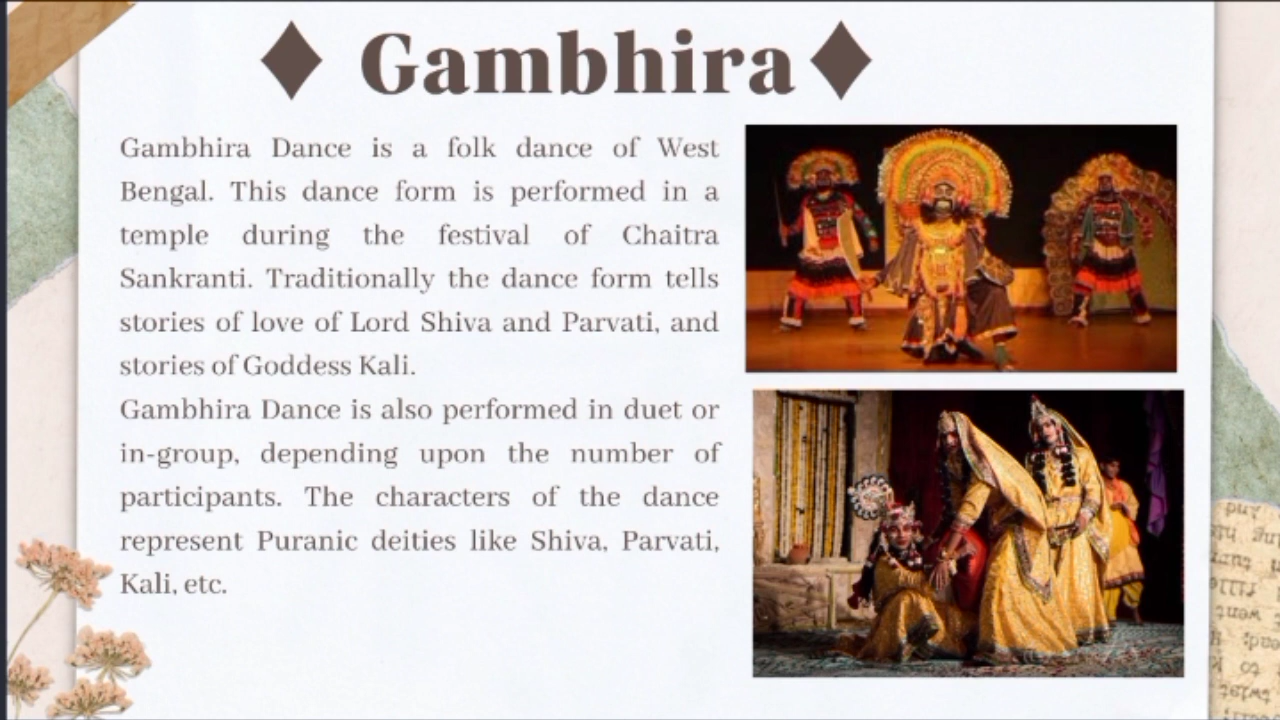 Gambhira
Gambhira Dance is a folk dance of West
Bengal. This dance form is performed in a
temple during the festival of Chaitra
Sankranti. Traditionally the dance form tells
stories of love of Lord Shiva and Parvati, and
stories of Goddess Kali.
Gambhira Dance is also performed in duet or
in-group, depending upon the number of
participants. The characters of the dance
represent Puranic deities like Shiva, Parvati,
Kali, etc.